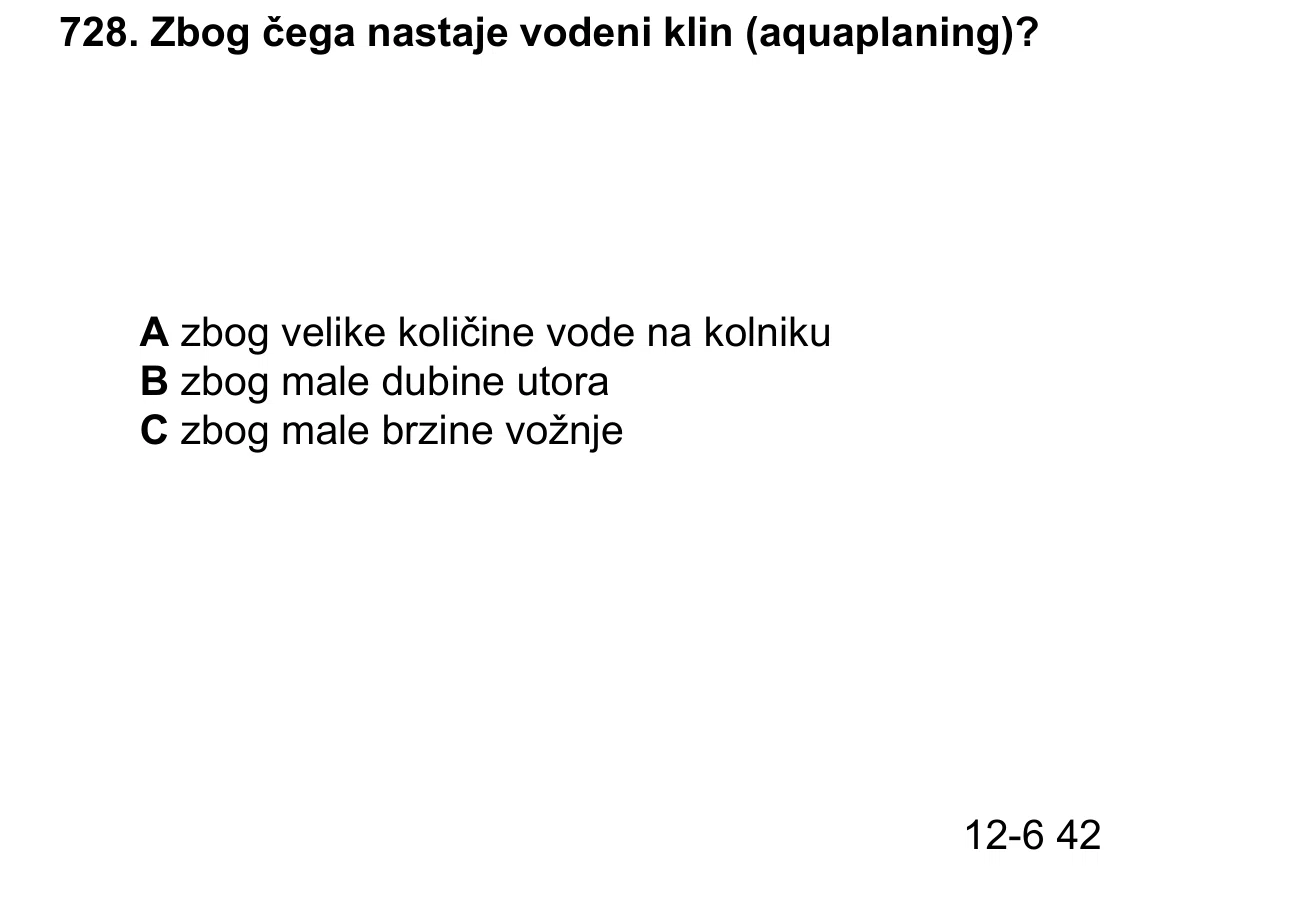 728. Zbog čega nastaje vodeni klin (aquaplaning)?
A zbog velike količine vode na kolniku
B zbog male dubine utora
C zbog male brzine vožnje
12-6 42